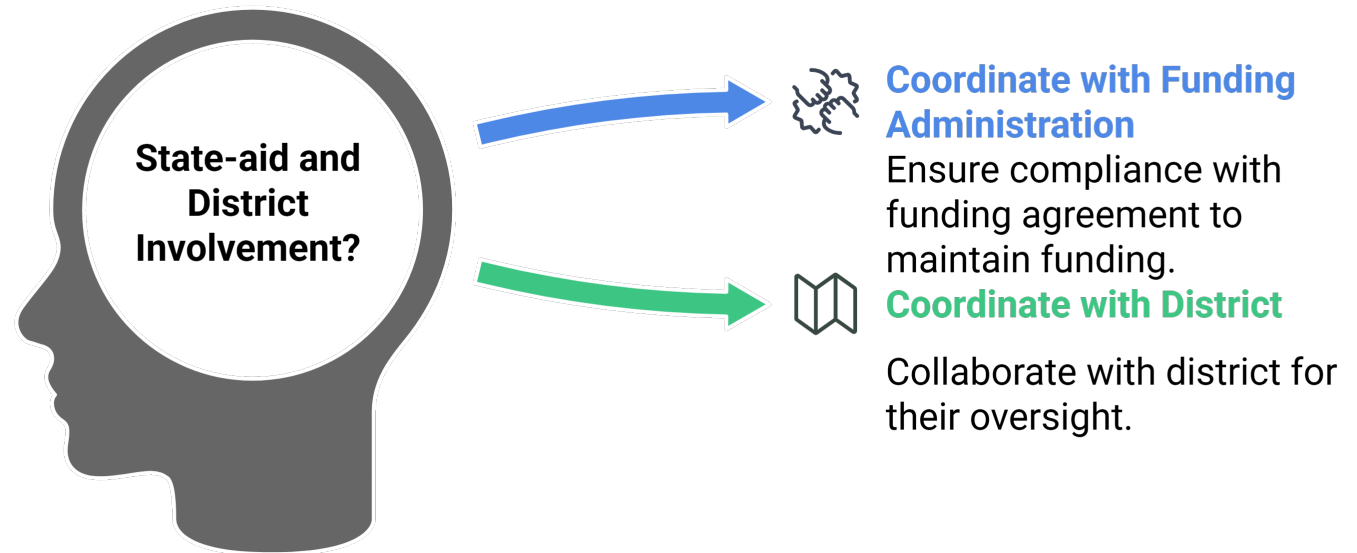 State-aid and
District
Involvement?
Coordinate with Funding
Administration
Ensure compliance with
funding agreement to
maintain funding.
Coordinate with District
Collaborate with district for
their oversight.